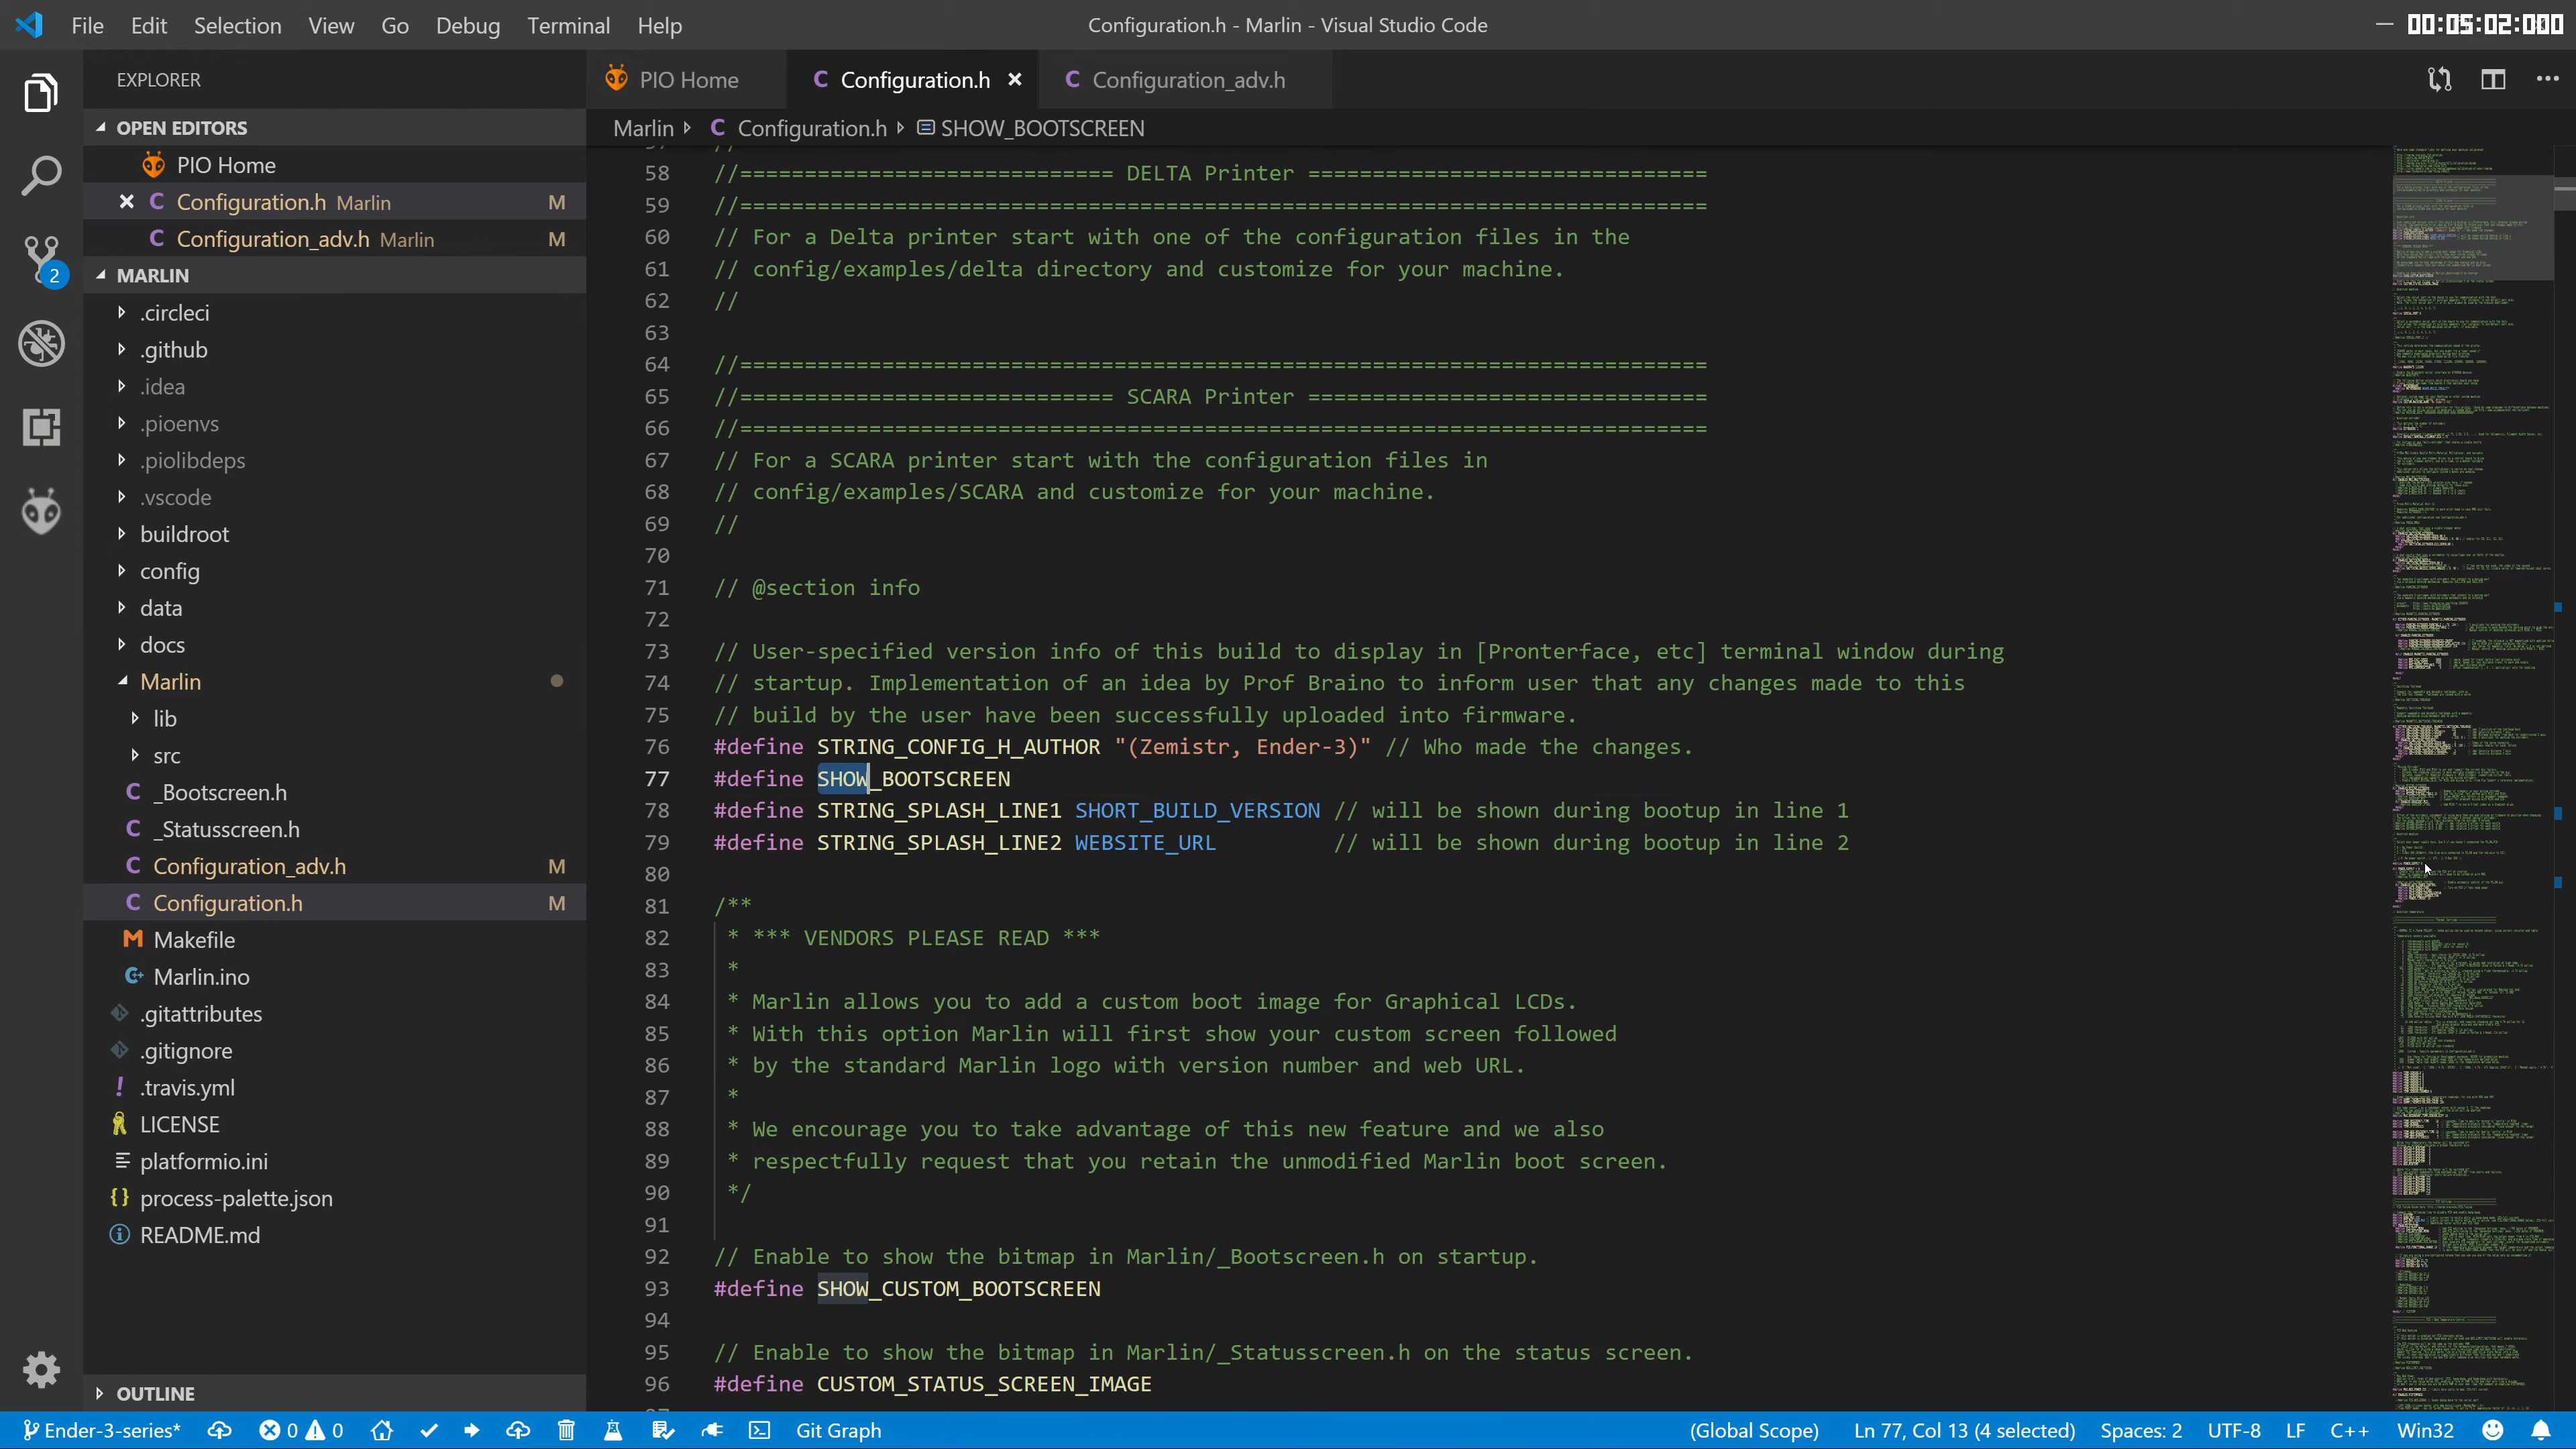 File Edit Selection View Go Debug Terminal Help
Configuration.h - Marlin - Visual Studio Code
00:05:02:000
EXPLORER
OPEN EDITORS
PIO Home
Configuration.h Marlin M
Configuration_adv.h Marlin M
2
MARLIN
.circleci
.github
.idea
.pioenvs
.piolibdeps
.vscode
buildroot
config
data
docs
Marlin
lib
src
_Bootscreen.h
_Statusscreen.h
Configuration_adv.h M
Configuration.h M
Makefile
Marlin.ino
.gitattributes
.gitignore
.travis.yml
LICENSE
platformio.ini
process-palette.json
README.md
OUTLINE
PIO Home
Configuration.h
Configuration_adv.h
Marlin Configuration.h SHOW_BOOTSCREEN
58 //============================= DELTA Printer ===============================
59 //===========================================================================
60 // For a Delta printer start with one of the configuration files in the
61 // config/examples/delta directory and customize for your machine.
62 //
63
64 //===========================================================================
65 //============================= SCARA Printer ===============================
66 //===========================================================================
67 // For a SCARA printer start with the configuration files in
68 // config/examples/SCARA and customize for your machine.
69 //
70
71 // @section info
72
73 // User-specified version info of this build to display in [Pronterface, etc] terminal window during
74 // startup. Implementation of an idea by Prof Braino to inform user that any changes made to this
75 // build by the user have been successfully uploaded into firmware.
76 #define STRING_CONFIG_H_AUTHOR "(Zemistr, Ender-3)" // Who made the changes.
77 #define SHOW_BOOTSCREEN
78 #define STRING_SPLASH_LINE1 SHORT_BUILD_VERSION // will be shown during bootup in line 1
79 #define STRING_SPLASH_LINE2 WEBSITE_URL // will be shown during bootup in line 2
80
81 /**
82 * *** VENDORS PLEASE READ ***
83 *
84 * Marlin allows you to add a custom boot image for Graphical LCDs.
85 * With this option Marlin will first show your custom screen followed
86 * by the standard Marlin logo with version number and web URL.
87 *
88 * We encourage you to take advantage of this new feature and we also
89 * respectfully request that you retain the unmodified Marlin boot screen.
90 */
91
92 // Enable to show the bitmap in Marlin/_Bootscreen.h on startup.
93 #define SHOW_CUSTOM_BOOTSCREEN
94
95 // Enable to show the bitmap in Marlin/_Statusscreen.h on the status screen.
96 #define CUSTOM_STATUS_SCREEN_IMAGE
Ender-3-series* 0 0 Git Graph (Global Scope) Ln 77, Col 13 (4 selected) Spaces: 2 UTF-8 LF C++ Win32